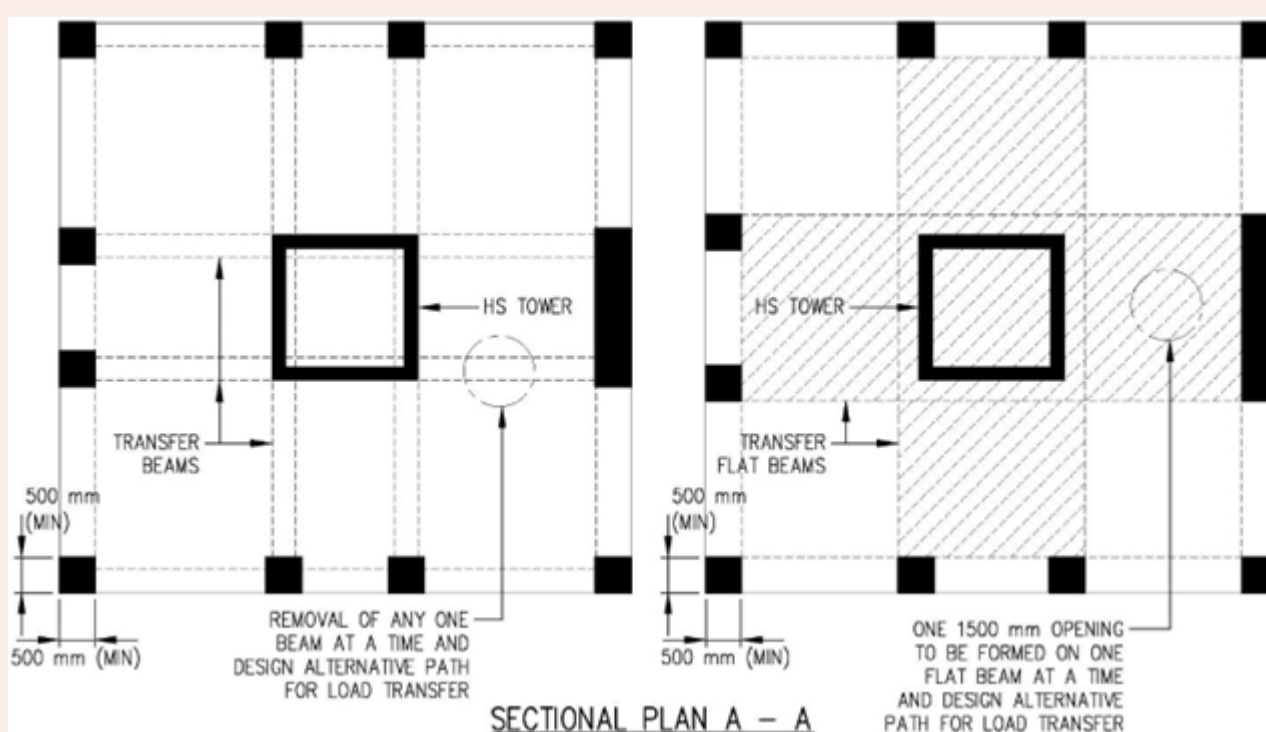 HS TOWER
TRANSFER
BEAMS
500 mm
(MIN)
500 mm (MIN)
REMOVAL OF ANY ONE
BEAM AT A TIME AND
DESIGN ALTERNATIVE PATH
FOR LOAD TRANSFER
HS TOWER
TRANSFER
FLAT BEAMS
500 mm
(MIN)
500 mm (MIN)
ONE 1500 mm OPENING
TO BE FORMED ON ONE
FLAT BEAM AT A TIME
AND DESIGN ALTERNATIVE
PATH FOR LOAD TRANSFER
SECTIONAL PLAN A - A